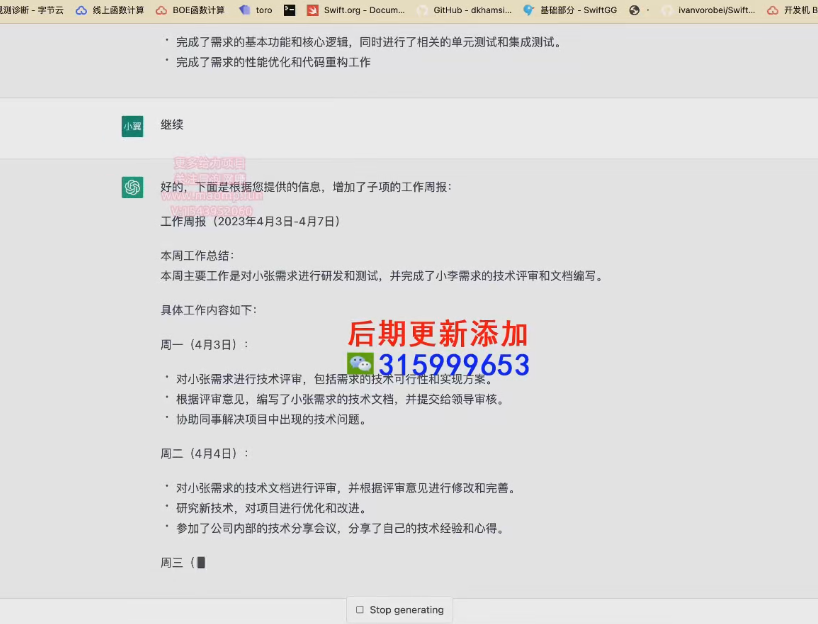 规测诊断 - 字节云 线上函数计算 BOE函数计算 toro Swift.org - Docum... GitHub - dkhamsi... 基础部分 - SwiftGG ivanvorobei/Swift... 开发机 B
· 完成了需求的基本功能和核心逻辑，同时进行了相关的单元测试和集成测试。
· 完成了需求的性能优化和代码重构工作
小翼 继续
好的，下面是根据您提供的信息，增加了子项的工作周报：
工作周报（2023年4月3日-4月7日）
本周工作总结：
本周主要工作是对小张需求进行研发和测试，并完成了小李需求的技术评审和文档编写。
具体工作内容如下：
后期更新添加
周一（4月3日）：
315999653
· 对小张需求进行技术评审，包括需求的技术可行性和实现方案。
· 根据评审意见，编写了小张需求的技术文档，并提交给领导审核。
· 协助同事解决项目中出现的技术问题。
周二（4月4日）：
· 对小张需求的技术文档进行评审，并根据评审意见进行修改和完善。
· 研究新技术，对项目进行优化和改进。
· 参加了公司内部的技术分享会议，分享了自己的技术经验和心得。
周三（
Stop generating